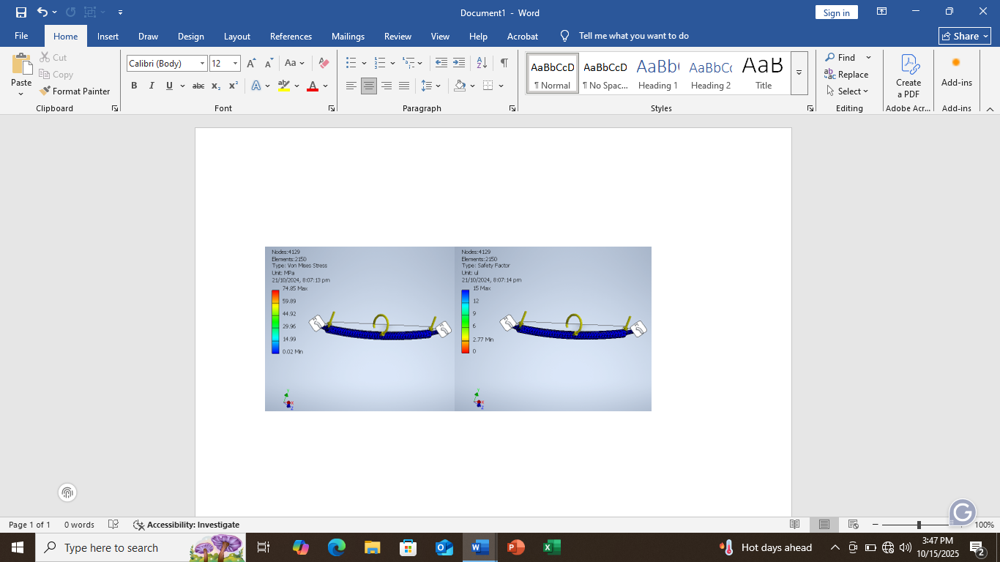 Document1 - Word
Sign in
File Home Insert Draw Design Layout References Mailings Review View Help Acrobat Tell me what you want to do Share
Paste
Cut
Copy
Format Painter
Clipboard
Calibri (Body) 12
Aa
B I U abc x₂ x² A A
Font
Paragraph
AaBbCcD AaBbCcD AaBbC AaBbCc AaB
¶ Normal ¶ No Spac... Heading 1 Heading 2 Title
Styles
Find
Replace
Select
Editing
Create
a PDF
Adobe Acr...
Add-ins
Add-ins
Nodes:4129
Elements:2150
Type: Von Mises Stress
Unit: MPa
21/10/2024, 8:07:13 pm
74.85 Max
59.89
44.92
29.96
14.99
0.02 Min
Y
X
Z
Nodes:4129
Elements:2150
Type: Safety Factor
Unit: ul
21/10/2024, 8:07:14 pm
15 Max
12
9
6
2.77 Min
0
Y
X
Z
Page 1 of 1 0 words Accessibility: Investigate 100%
Type here to search
Hot days ahead
3:47 PM
10/15/2025
2